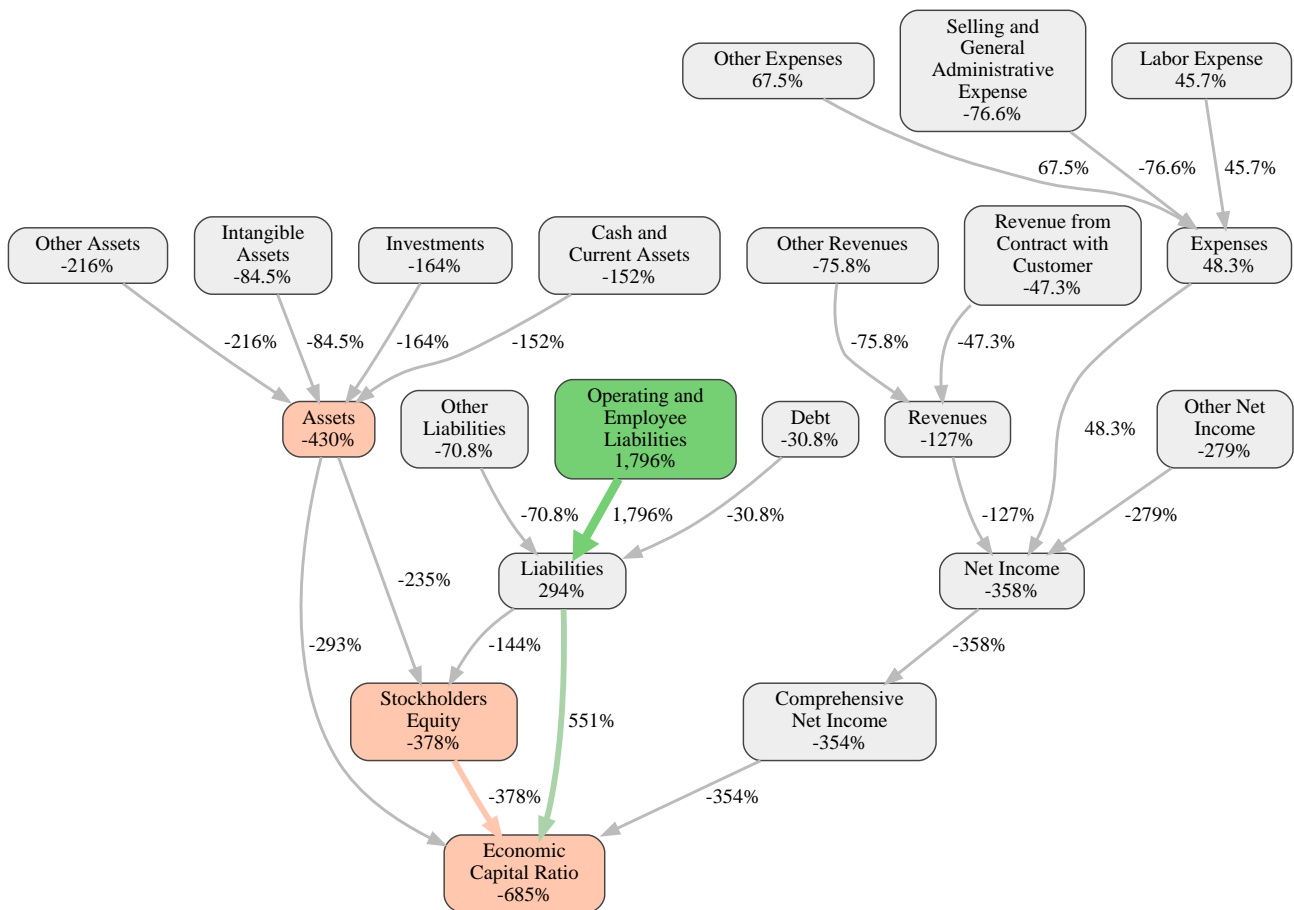 Selling and
General
Administrative
Expense
-76.6%
Other Expenses
67.5%
Labor Expense
45.7%
67.5%
-76.6%
45.7%
Other Assets
-216%
Intangible
Assets
-84.5%
Investments
-164%
Cash and
Current Assets
-152%
Other Revenues
-75.8%
Revenue from
Contract with
Customer
-47.3%
Expenses
48.3%
-216%
-84.5%
-164%
-152%
-75.8%
-47.3%
Assets
-430%
Other
Liabilities
-70.8%
Operating and
Employee
Liabilities
1,796%
Debt
-30.8%
Revenues
-127%
48.3%
Other Net
Income
-279%
-70.8%
1,796%
-30.8%
-127%
-279%
-235%
Liabilities
294%
Net Income
-358%
-293%
-144%
-358%
Stockholders
Equity
-378%
551%
Comprehensive
Net Income
-354%
-378%
-354%
Economic
Capital Ratio
-685%